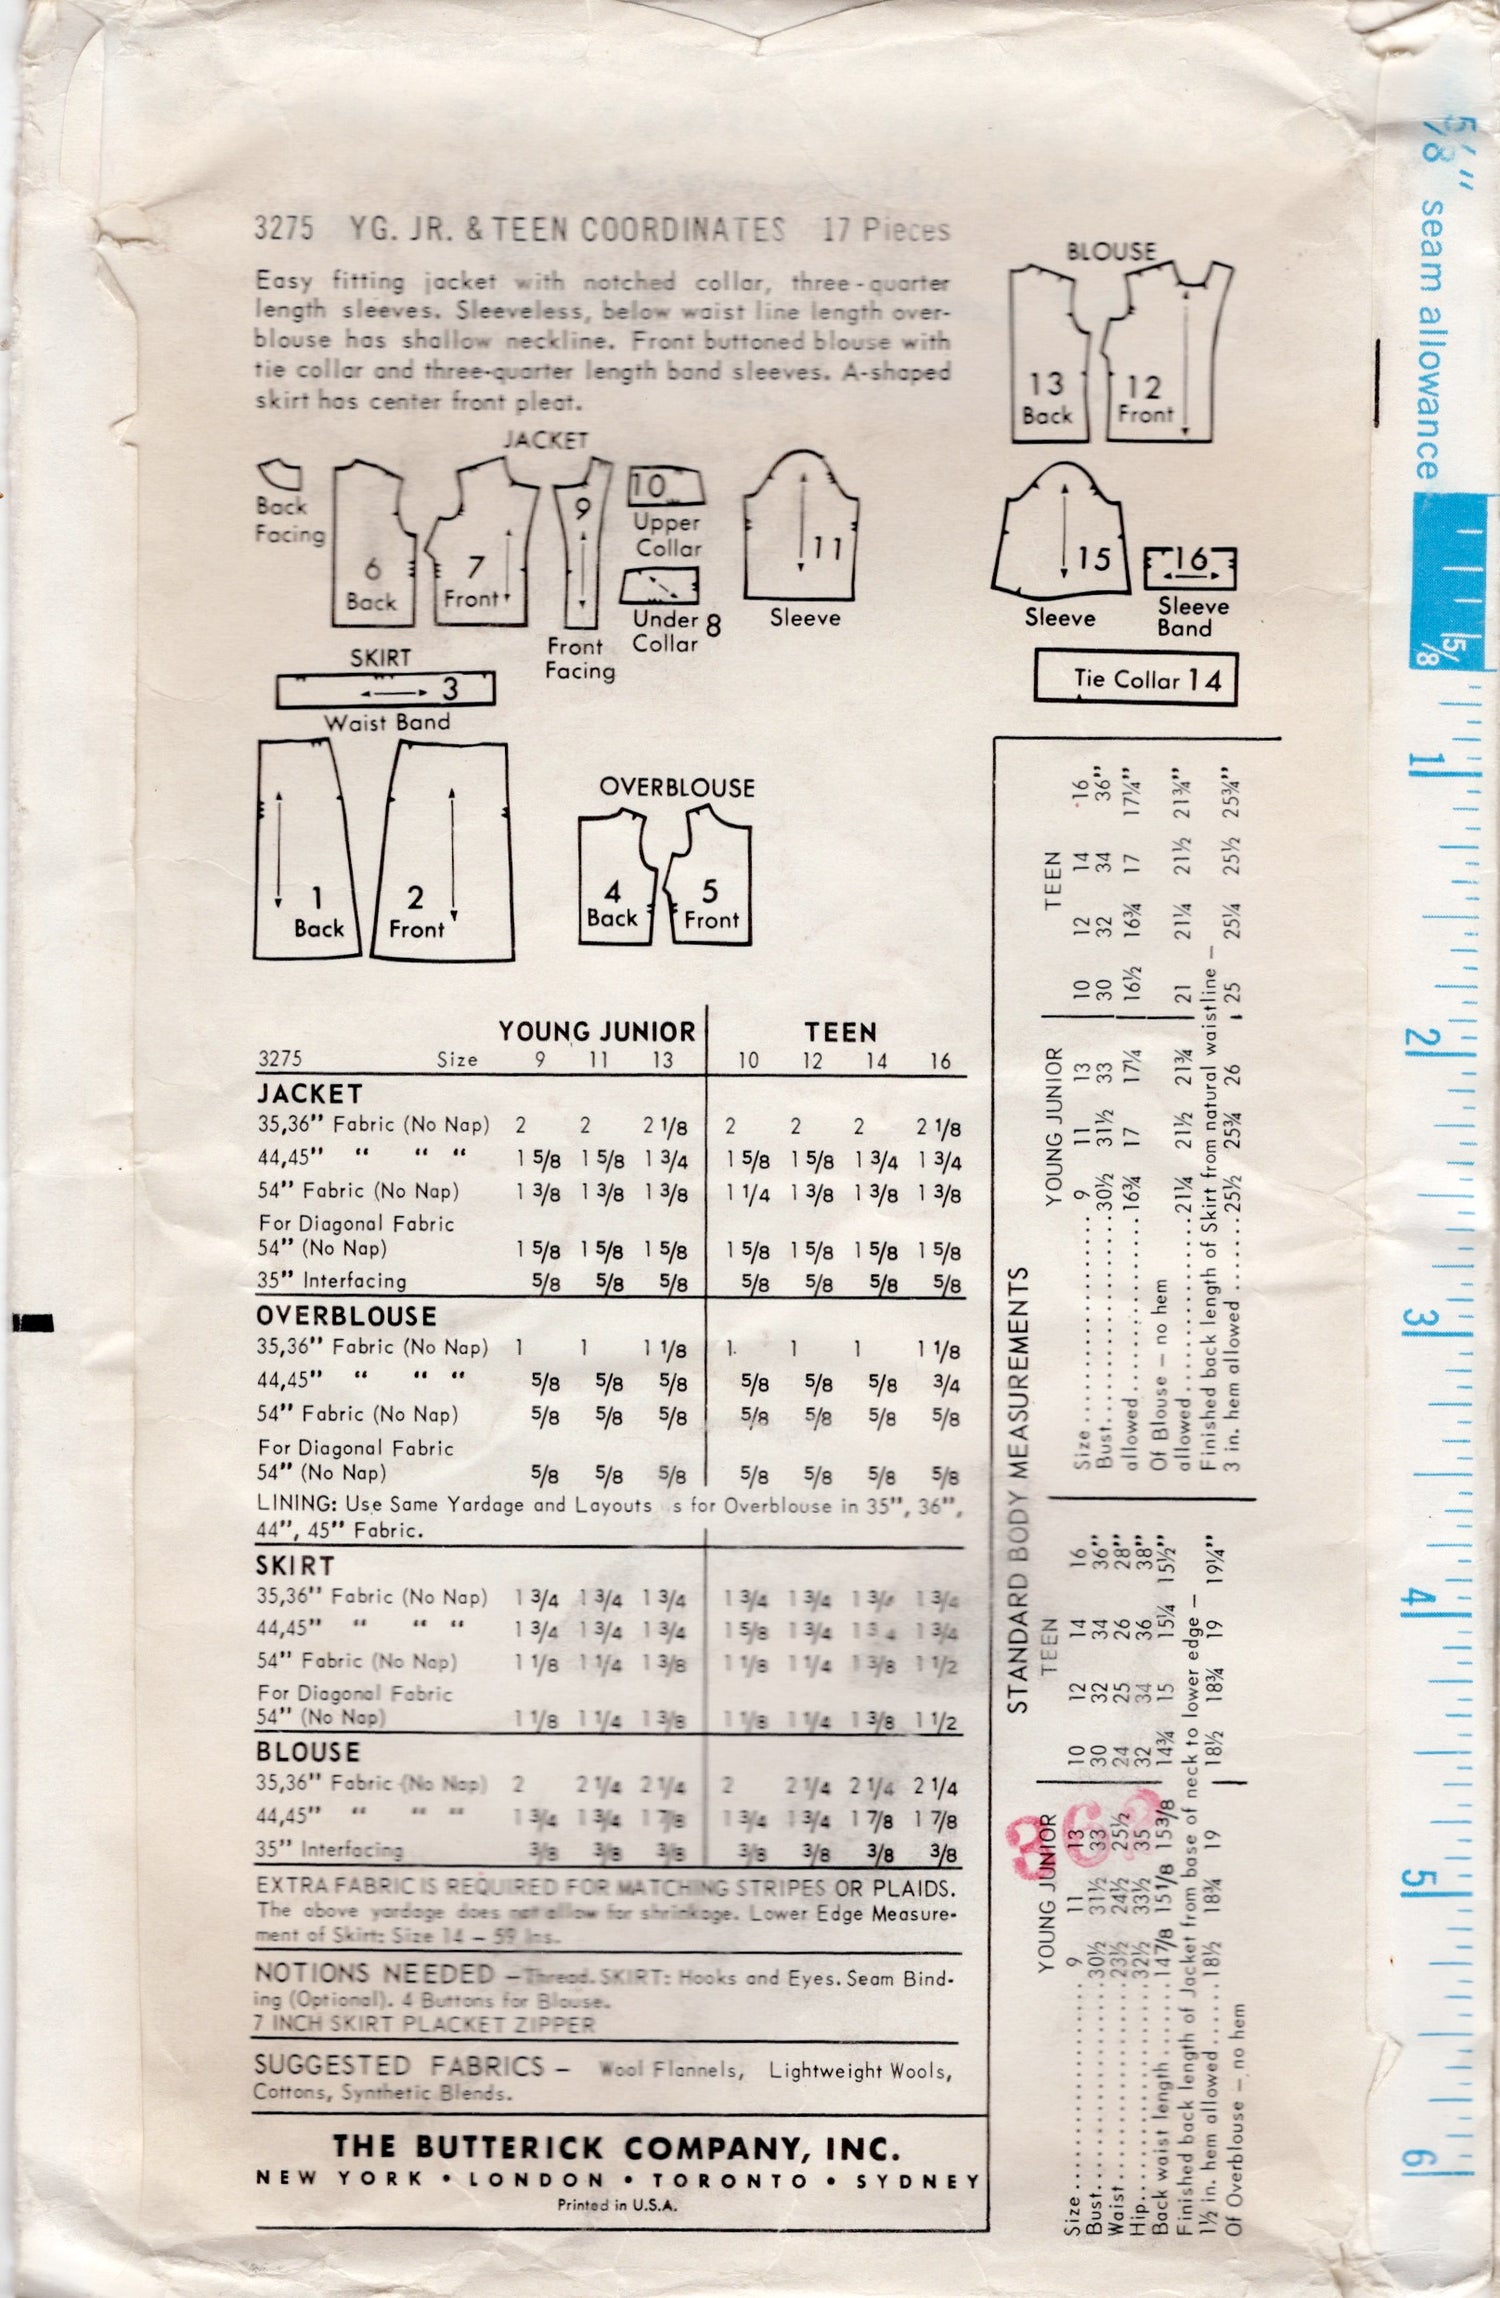 3275 YG. JR. & TEEN COORDINATES 17 Pieces
Easy fitting jacket with notched collar, three-quarter
length sleeves. Sleeveless, below waist line length over-
blouse has shallow neckline. Front buttoned blouse with
tie collar and three-quarter length band sleeves. A-shaped
skirt has center front pleat.
JACKET
Back
Facing
6
Back
7
Front
9
Front
Facing
10
Upper
Collar
Under 8
Collar
11
Sleeve
BLOUSE
13
Back
12
Front
15
Sleeve
16
Sleeve
Band
Tie Collar 14
SKIRT
3
Waist Band
1
Back
2
Front
OVERBLOUSE
4
Back
5
Front
YOUNG JUNIOR TEEN
3275 Size 9 11 13 10 12 14 16
JACKET
35,36" Fabric (No Nap) 2 2 2 1/8 2 2 2 2 1/8
44,45" " " " 1 5/8 1 5/8 1 3/4 1 5/8 1 5/8 1 3/4 1 3/4
54" Fabric (No Nap) 1 3/8 1 3/8 1 3/8 1 1/4 1 3/8 1 3/8 1 3/8
For Diagonal Fabric
54" (No Nap) 1 5/8 1 5/8 1 5/8 1 5/8 1 5/8 1 5/8 1 5/8
35" Interfacing 5/8 5/8 5/8 5/8 5/8 5/8 5/8
OVERBLOUSE
35,36" Fabric (No Nap) 1 1 1 1/8 1 1 1 1 1/8
44,45" " " " 5/8 5/8 5/8 5/8 5/8 5/8 3/4
54" Fabric (No Nap) 5/8 5/8 5/8 5/8 5/8 5/8 5/8
For Diagonal Fabric
54" (No Nap) 5/8 5/8 5/8 5/8 5/8 5/8 5/8
LINING: Use Same Yardage and Layouts s for Overblouse in 35", 36",
44", 45" Fabric.
SKIRT
35,36" Fabric (No Nap) 1 3/4 1 3/4 1 3/4 1 3/4 1 3/4 1 3/4 1 3/4
44,45" " " " 1 3/4 1 3/4 1 3/4 1 5/8 1 3/4 1 3 4 1 3/4
54" Fabric (No Nap) 1 1/8 1 1/4 1 3/8 1 1/8 1 1/4 1 3/8 1 1/2
For Diagonal Fabric
54" (No Nap) 1 1/8 1 1/4 1 3/8 1 1/8 1 1/4 1 3/8 1 1/2
BLOUSE
35,36" Fabric (No Nap) 2 2 1/4 2 1/4 2 2 1/4 2 1/4 2 1/4
44,45" " " " 1 3/4 1 3/4 1 7/8 1 3/4 1 3/4 1 7/8 1 7/8
35" Interfacing 3/8 3/8 3/8 3/8 3/8 3/8 3/8
EXTRA FABRIC IS REQUIRED FOR MATCHING STRIPES OR PLAIDS.
The above yardage does not allow for shrinkage. Lower Edge Measure-
ment of Skirt: Size 14 – 59 Ins.
NOTIONS NEEDED – Thread. SKIRT: Hooks and Eyes. Seam Bind-
ing (Optional). 4 Buttons for Blouse.
7 INCH SKIRT PLACKET ZIPPER
SUGGESTED FABRICS – Wool Flannels, Lightweight Wools,
Cottons, Synthetic Blends.
THE BUTTERICK COMPANY, INC.
NEW YORK • LONDON • TORONTO • SYDNEY
Printed in U.S.A.
STANDARD BODY MEASUREMENTS
YOUNG JUNIOR TEEN
Size 9 11 13 10 12 14 16
Bust 30½ 31½ 33 30 32 34 36"
Waist 23½ 24½ 25½ 24 25 26 28"
Hip 32½ 33½ 35 32 34 36 38"
Back waist length 14 7/8 15 1/8 15 3/8 14¾ 15 15¼ 15½"
Finished back length of Jacket from base of neck to lower edge –
1½ in. hem allowed 18½ 18¾ 19 18½ 18¾ 19 19¼"
Of Overblouse – no hem
YOUNG JUNIOR TEEN
Size 9 11 13 10 12 14 16
Bust 30½ 31½ 33 30 32 34 36"
allowed 16¾ 17 17¼ 16½ 16¾ 17 17¼"
Of Blouse – no hem
allowed 21¼ 21½ 21¾ 21 21¼ 21½ 21¾"
Finished back length of Skirt from natural waistline –
3 in. hem allowed 25½ 25¾ 26 25 25¼ 25½ 25¾"
5/8" seam allowance
5/8
1
2
3
4
5
6